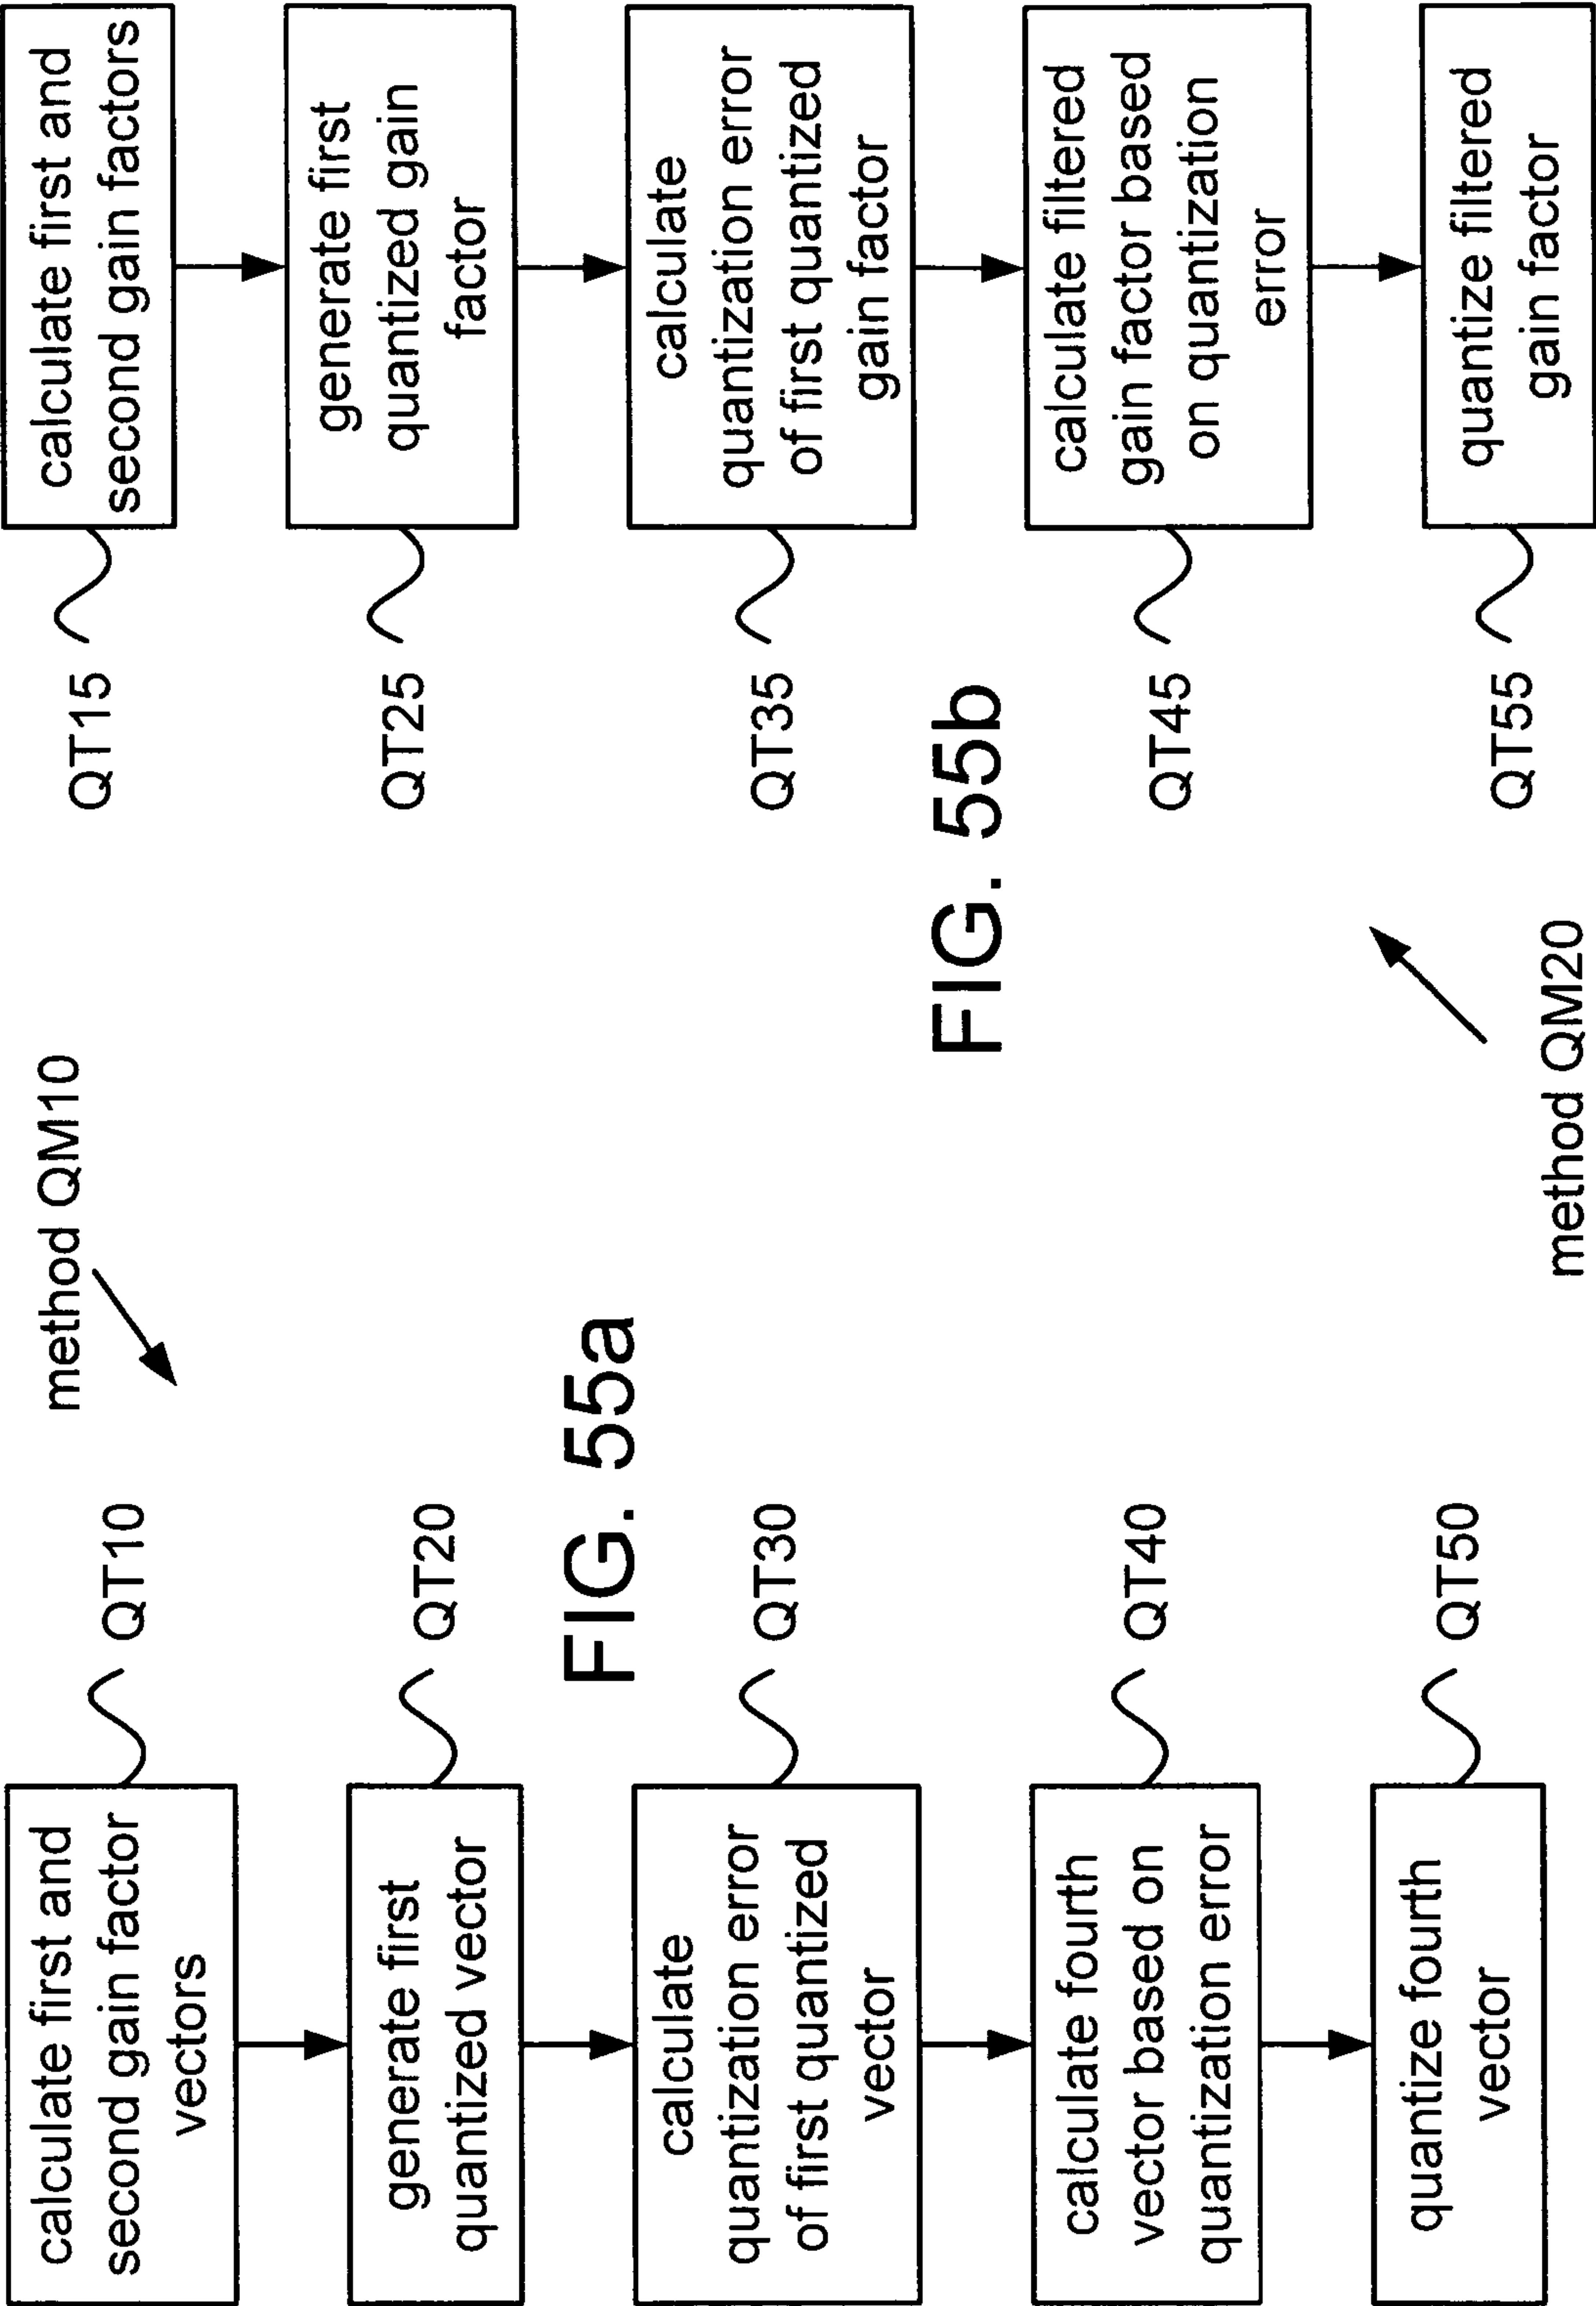 method QM10
calculate first and
second gain factor
vectors
QT10
generate first
quantized vector
QT20
calculate
quantization error
of first quantized
vector
QT30
calculate fourth
vector based on
quantization error
QT40
quantize fourth
vector
QT50
FIG. 55a
calculate first and
second gain factors
QT15
generate first
quantized gain
factor
QT25
calculate
quantization error
of first quantized
gain factor
QT35
calculate filtered
gain factor based
on quantization
error
QT45
quantize filtered
gain factor
QT55
FIG. 55b
method QM20